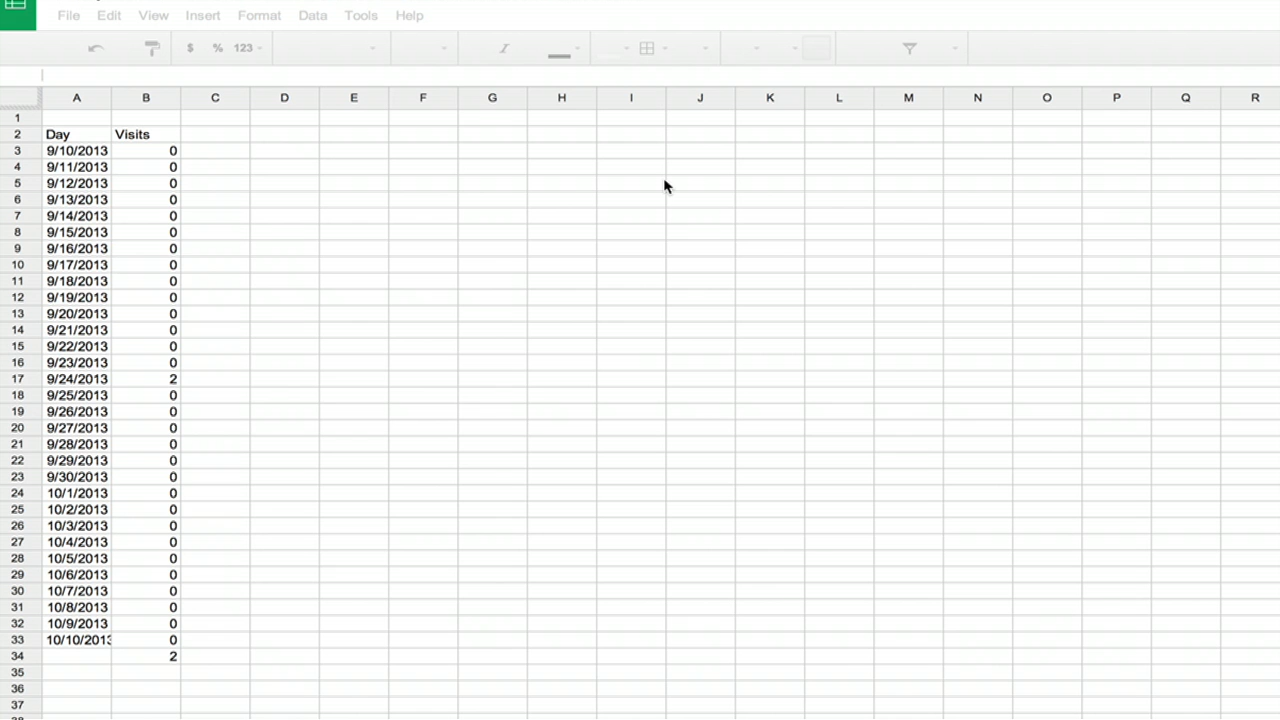 File Edit View Insert Format Data Tools Help
$ % 123
A B C D E F G H I J K L M N O P Q R
1
2 Day Visits
3 9/10/2013 0
4 9/11/2013 0
5 9/12/2013 0
6 9/13/2013 0
7 9/14/2013 0
8 9/15/2013 0
9 9/16/2013 0
10 9/17/2013 0
11 9/18/2013 0
12 9/19/2013 0
13 9/20/2013 0
14 9/21/2013 0
15 9/22/2013 0
16 9/23/2013 0
17 9/24/2013 2
18 9/25/2013 0
19 9/26/2013 0
20 9/27/2013 0
21 9/28/2013 0
22 9/29/2013 0
23 9/30/2013 0
24 10/1/2013 0
25 10/2/2013 0
26 10/3/2013 0
27 10/4/2013 0
28 10/5/2013 0
29 10/6/2013 0
30 10/7/2013 0
31 10/8/2013 0
32 10/9/2013 0
33 10/10/2013 0
34 2
35
36
37
38